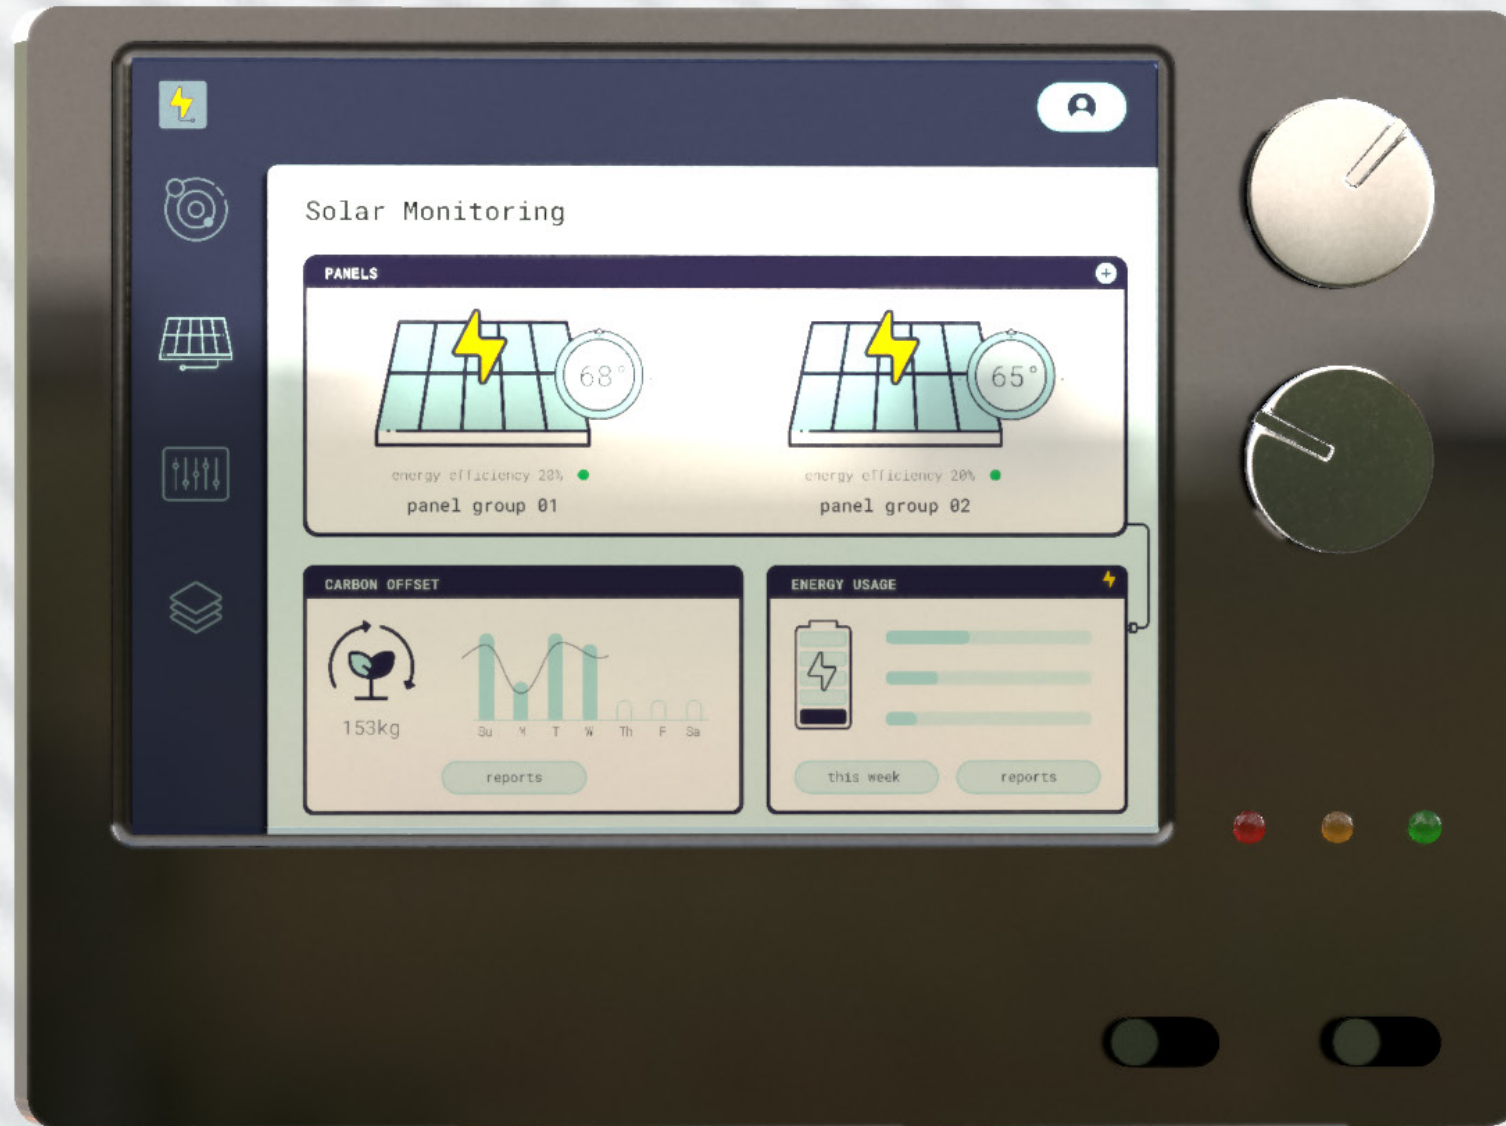 Solar Monitoring
PANELS
68°
65°
energy efficiency 20%
energy efficiency 20%
panel group 01
panel group 02
CARBON OFFSET
ENERGY USAGE
153kg
Su M T W Th F Sa
reports
this week
reports